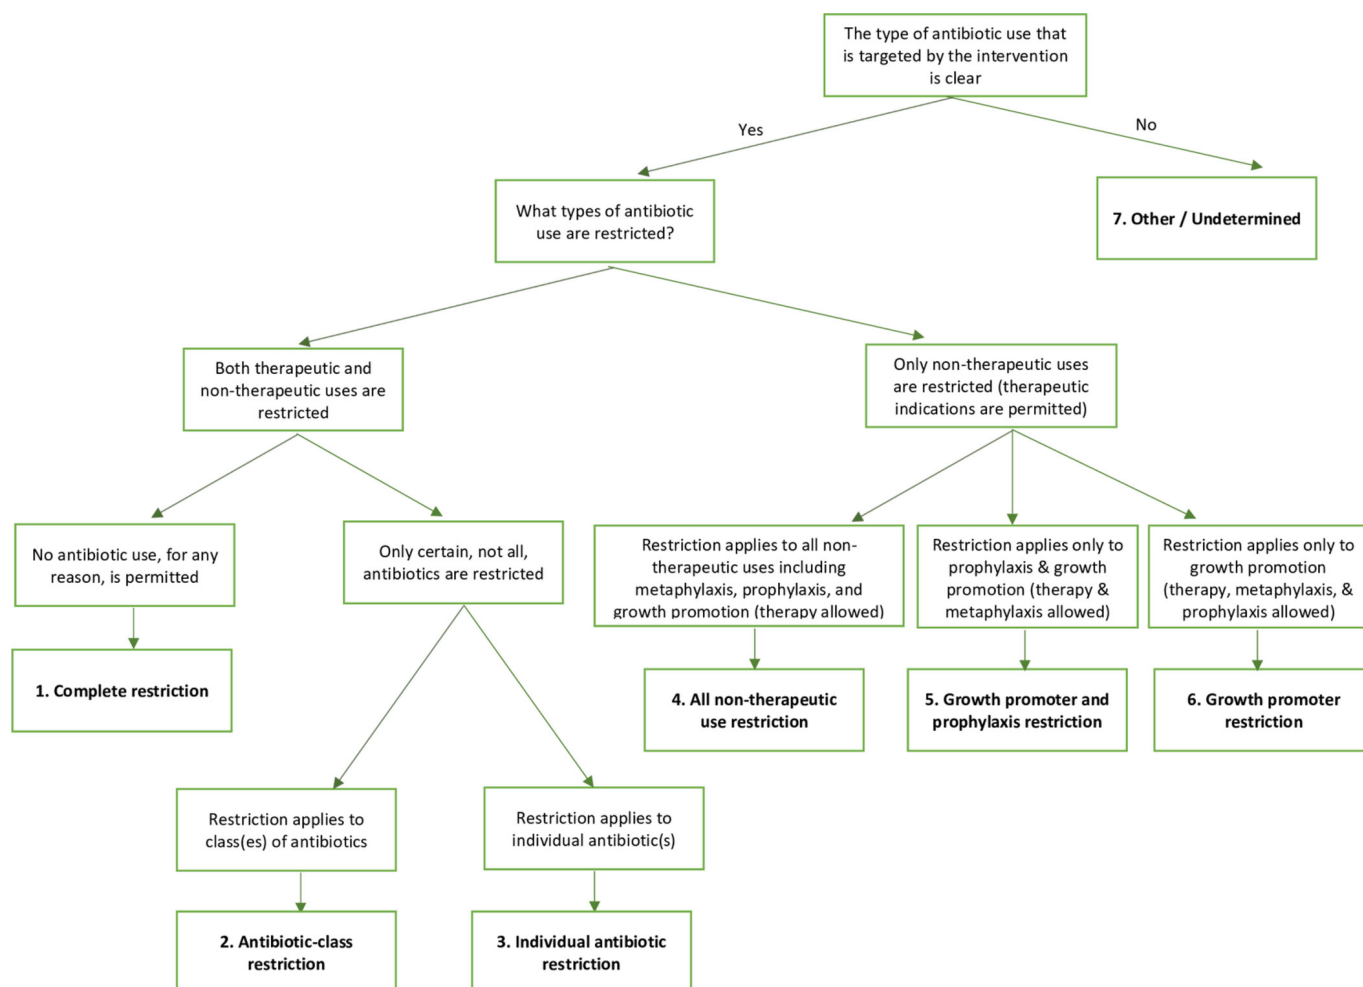 The type of antibiotic use that
is targeted by the intervention
is clear
Yes
No
What types of antibiotic
use are restricted?
7. Other / Undetermined
Both therapeutic and
non-therapeutic uses are
restricted
Only non-therapeutic uses
are restricted (therapeutic
indications are permitted)
No antibiotic use, for any
reason, is permitted
Only certain, not all,
antibiotics are restricted
Restriction applies to all non-
therapeutic uses including
metaphylaxis, prophylaxis, and
growth promotion (therapy allowed)
Restriction applies only to
prophylaxis & growth
promotion (therapy &
metaphylaxis allowed)
Restriction applies only to
growth promotion
(therapy, metaphylaxis, &
prophylaxis allowed)
1. Complete restriction
4. All non-therapeutic
use restriction
5. Growth promoter and
prophylaxis restriction
6. Growth promoter
restriction
Restriction applies to
class(es) of antibiotics
Restriction applies to
individual antibiotic(s)
2. Antibiotic-class
restriction
3. Individual antibiotic
restriction